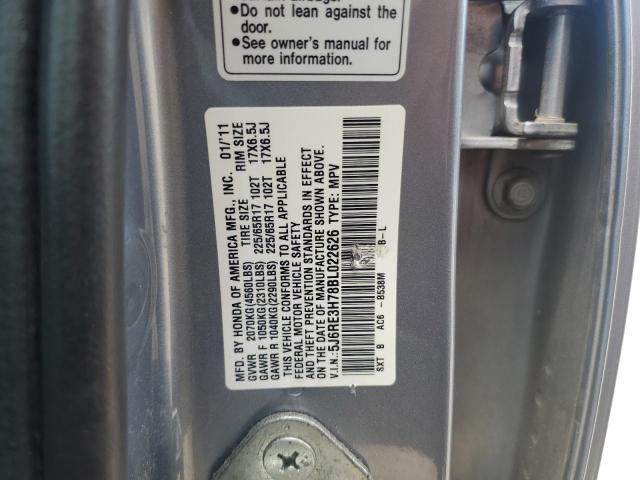 •Do not lean against the
door.
•See owner's manual for
more information.
MFD. BY HONDA OF AMERICA MFG., INC. 01/'11
TIRE SIZE RIM SIZE
GVWR 2070KG(4560LBS)
GAWR F 1050KG(2310LBS) 225/65R17 102T 17X6.5J
GAWR R 1040KG(2290LBS) 225/65R17 102T 17X6.5J
THIS VEHICLE CONFORMS TO ALL APPLICABLE
FEDERAL MOTOR VEHICLE SAFETY
AND THEFT PREVENTION STANDARDS IN EFFECT
ON THE DATE OF MANUFACTURE SHOWN ABOVE.
V.I.N.:5J6RE3H78BL022626 TYPE: MPV
SXT B AC6 -B538M B-L